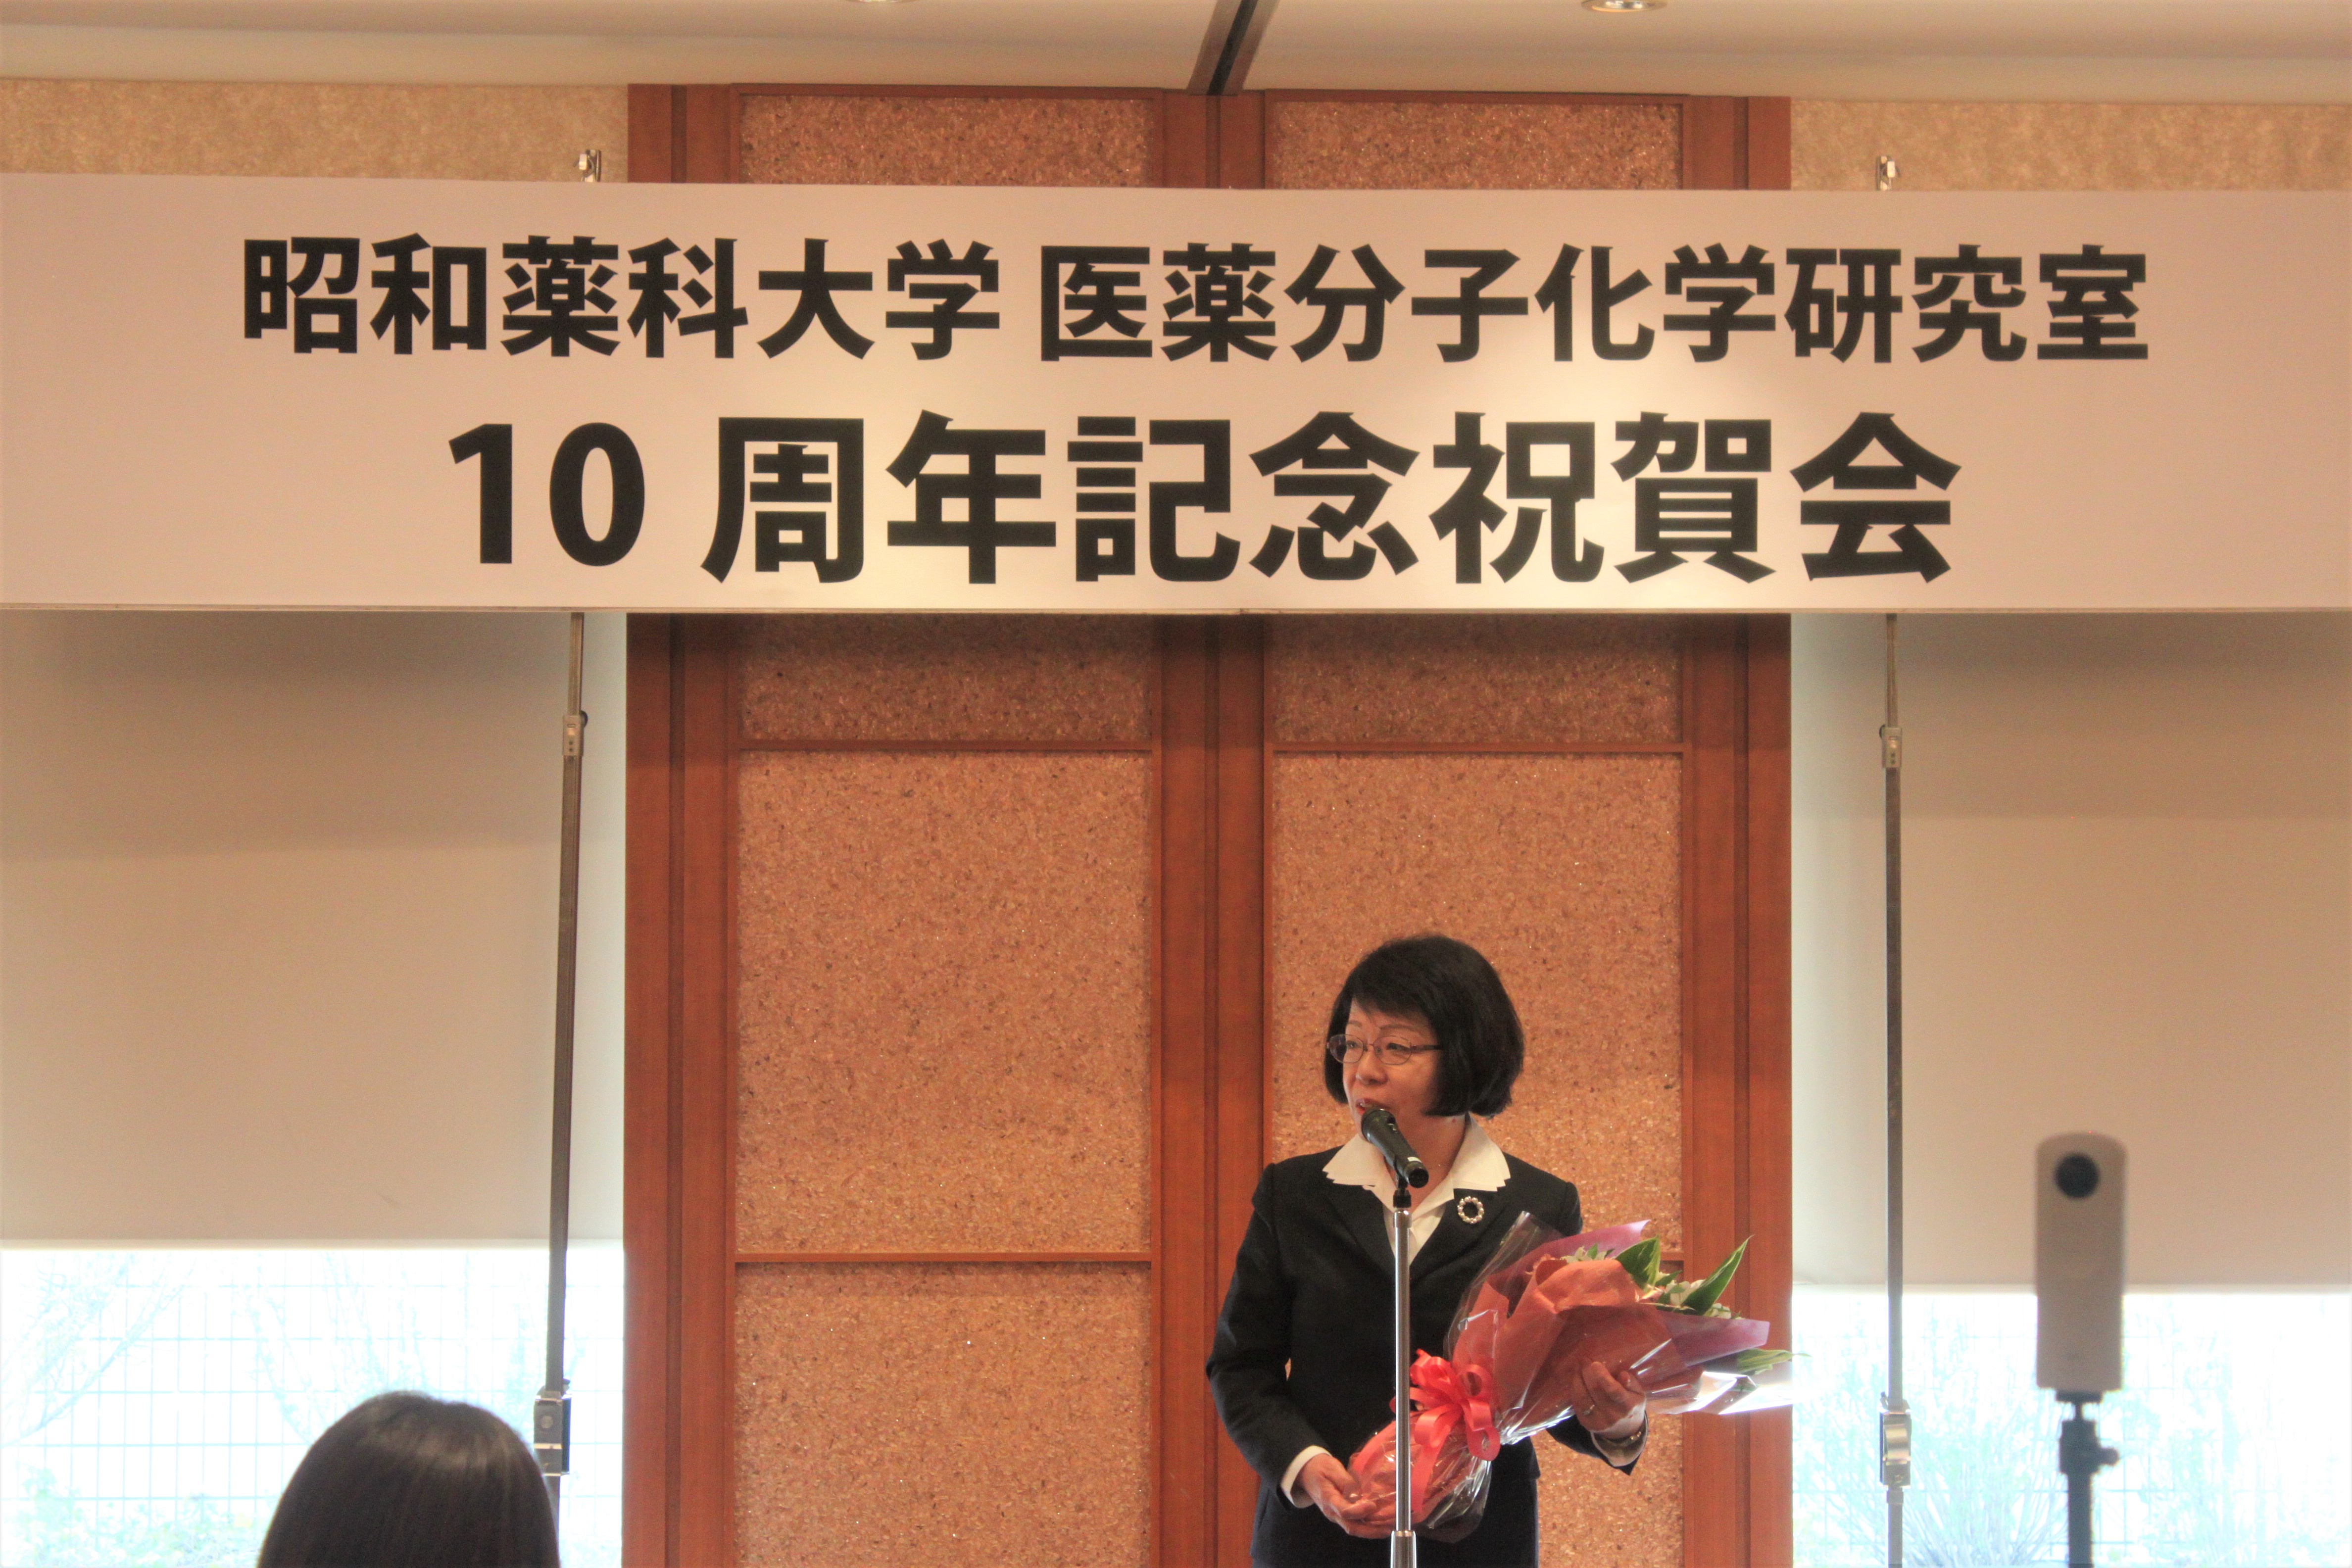 昭和薬科大学 医薬分子化学研究室
10 周年記念祝賀会